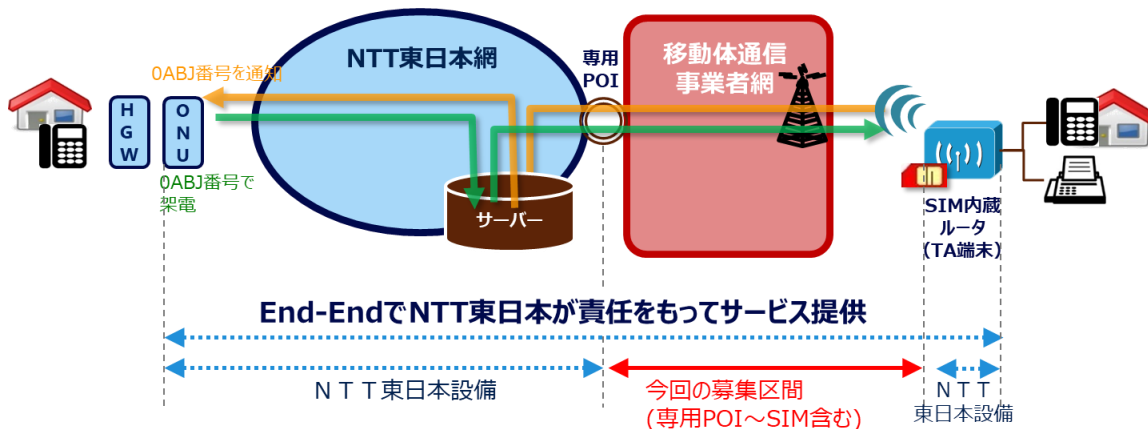 NTT東日本網
専用
POI
移動体通信
事業者網
0ABJ番号を通知
H
G
W
O
N
U
0ABJ番号で
架電
サーバー
SIM内蔵
ルータ
(TA端末)
End-EndでNTT東日本が責任をもってサービス提供
ＮＴＴ東日本設備
今回の募集区間
(専用POI～SIM含む)
ＮＴＴ
東日本設備